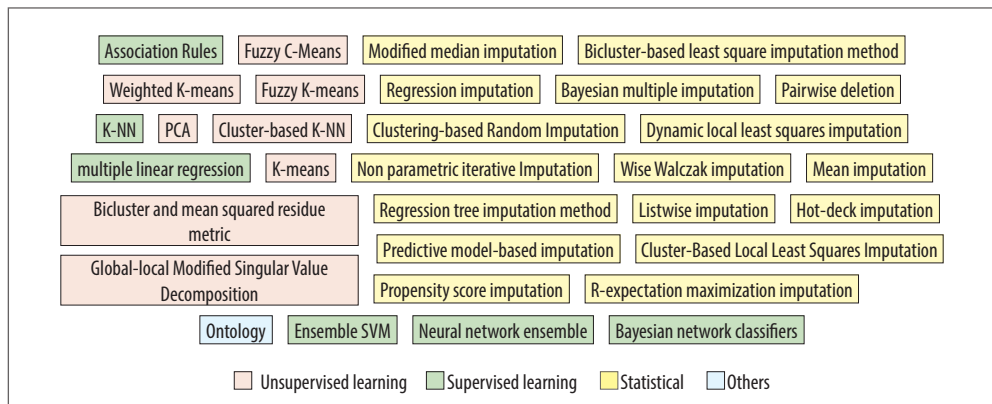 Association Rules Fuzzy C-Means Modified median imputation Bicluster-based least square imputation method
Weighted K-means Fuzzy K-means Regression imputation Bayesian multiple imputation Pairwise deletion
K-NN PCA Cluster-based K-NN Clustering-based Random Imputation Dynamic local least squares imputation
multiple linear regression K-means Non parametric iterative Imputation Wise Walczak imputation Mean imputation
Bicluster and mean squared residue
metric
Regression tree imputation method Listwise imputation Hot-deck imputation
Predictive model-based imputation Cluster-Based Local Least Squares Imputation
Global-local Modified Singular Value
Decomposition
Propensity score imputation R-expectation maximization imputation
Ontology Ensemble SVM Neural network ensemble Bayesian network classifiers
Unsupervised learning Supervised learning Statistical Others